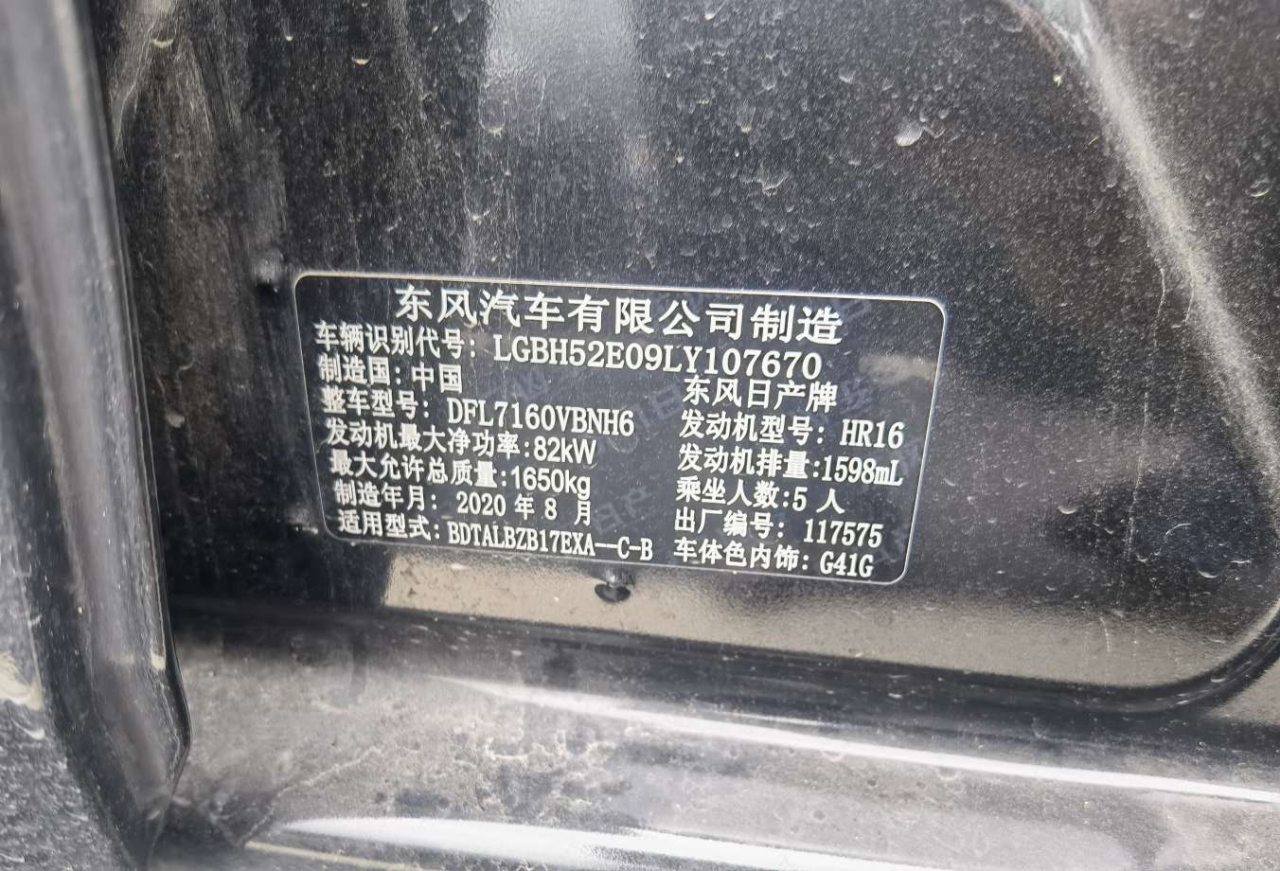 东风汽车有限公司制造
车辆识别代号: LGBH52E09LY107670
制造国: 中国 东风日产牌
整车型号: DFL7160VBNH6 发动机型号: HR16
发动机最大净功率:82kW 发动机排量:1598mL
最大允许总质量:1650kg 乘坐人数:5 人
制造年月: 2020 年 8 月 出厂编号: 117575
适用型式: BDTALBZB17EXA--C-B 车体色内饰: G41G